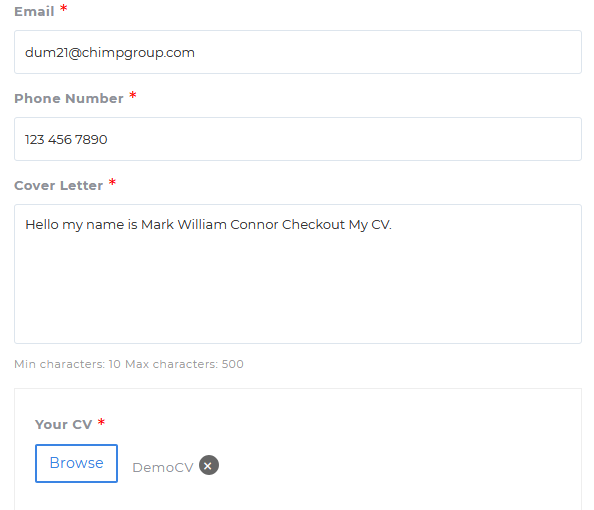 Email *
dum21@chimpgroup.com
Phone Number *
123 456 7890
Cover Letter *
Hello my name is Mark William Connor Checkout My CV.
Min characters: 10 Max characters: 500
Your CV *
Browse DemoCV ×